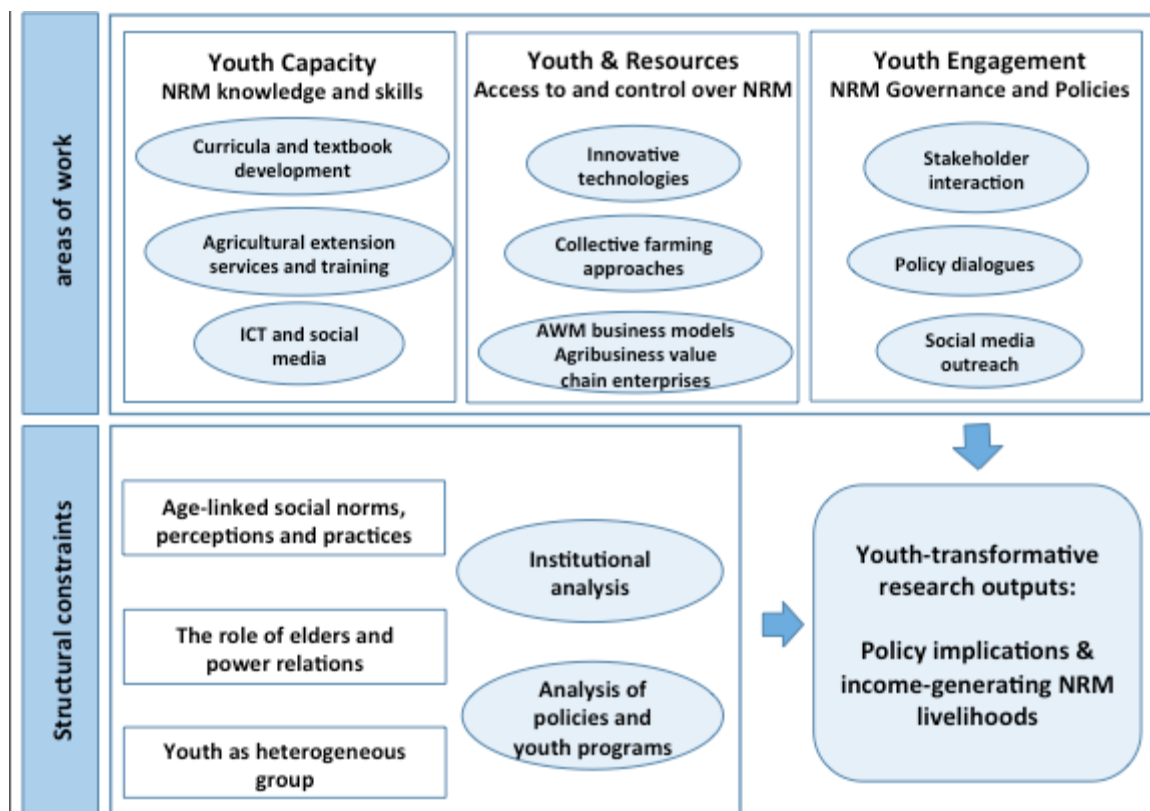 areas of work
Youth Capacity
NRM knowledge and skills
Curricula and textbook
development
Agricultural extension
services and training
ICT and social
media
Youth & Resources
Access to and control over NRM
Innovative
technologies
Collective farming
approaches
AWM business models
Agribusiness value
chain enterprises
Youth Engagement
NRM Governance and Policies
Stakeholder
interaction
Policy dialogues
Social media
outreach
Structural constraints
Age-linked social norms,
perceptions and practices
The role of elders and
power relations
Youth as heterogeneous
group
Institutional
analysis
Analysis of
policies and
youth programs
Youth-transformative
research outputs:
Policy implications &
income-generating NRM
livelihoods